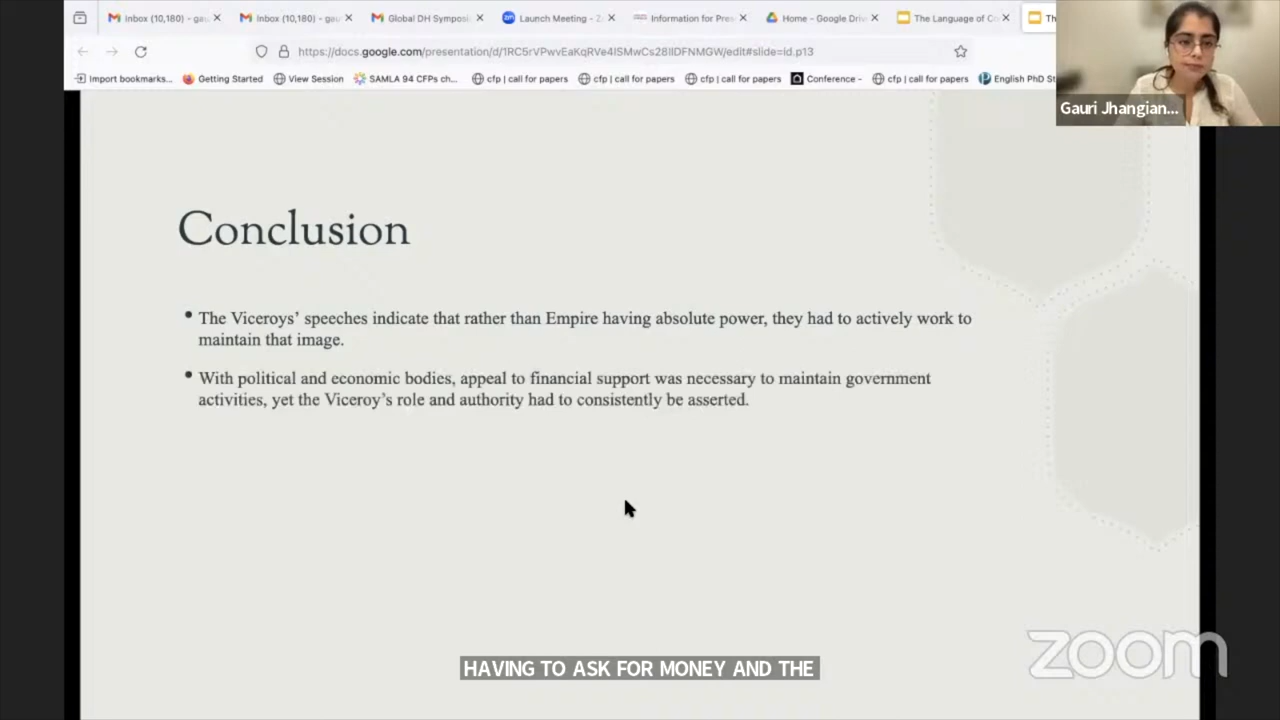 Inbox (10,180) - gau
Inbox (10,180) - gau
Global DH Symposi
Launch Meeting - Z
Information for Pres
Home - Google Driv
The Language of Co
Th
https://docs.google.com/presentation/d/1RC5rVPwvEaKqRVe4ISMwCs28IIDFNMGW/edit#slide=id.p13
Import bookmarks...
Getting Started
View Session
SAMLA 94 CFPs ch...
cfp | call for papers
cfp | call for papers
cfp | call for papers
Conference -
cfp | call for papers
English PhD St
Gauri Jhangian...
Conclusion
• The Viceroys’ speeches indicate that rather than Empire having absolute power, they had to actively work to
maintain that image.
• With political and economic bodies, appeal to financial support was necessary to maintain government
activities, yet the Viceroy’s role and authority had to consistently be asserted.
zoom
HAVING TO ASK FOR MONEY AND THE